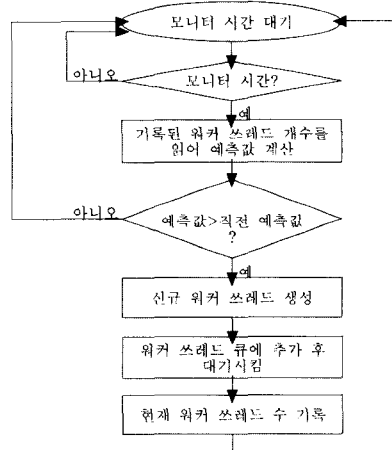 모니터 시간 대기
아니오
모니터 시간?
예
기록된 워커 쓰레드 개수를
읽어 예측값 계산
아니오
예측값>직전 예측값
?
예
신규 워커 쓰레드 생성
워커 쓰레드 큐에 추가 후
대기시킴
현재 워커 쓰레드 수 기록